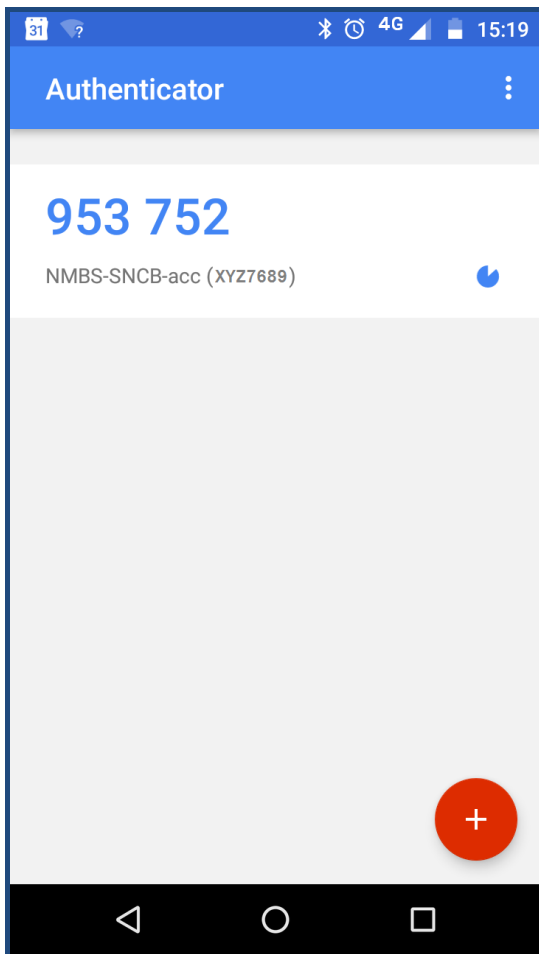 31 ? 4G 15:19
Authenticator
953 752
NMBS-SNCB-acc (XYZ7689)
+